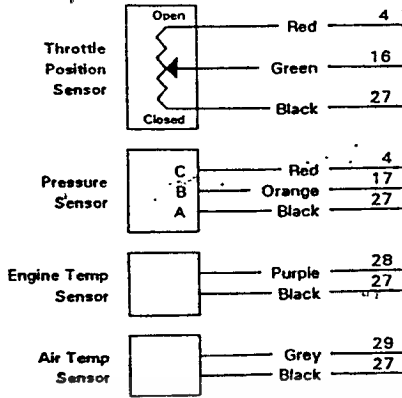 Open
Red 4
Throttle
Position
Sensor
Green 16
Black 27
Closed
Pressure
Sensor
C Red 4
B Orange 17
A Black 27
Engine Temp
Sensor
Purple 28
Black 27
Air Temp
Sensor
Grey 29
Black 27